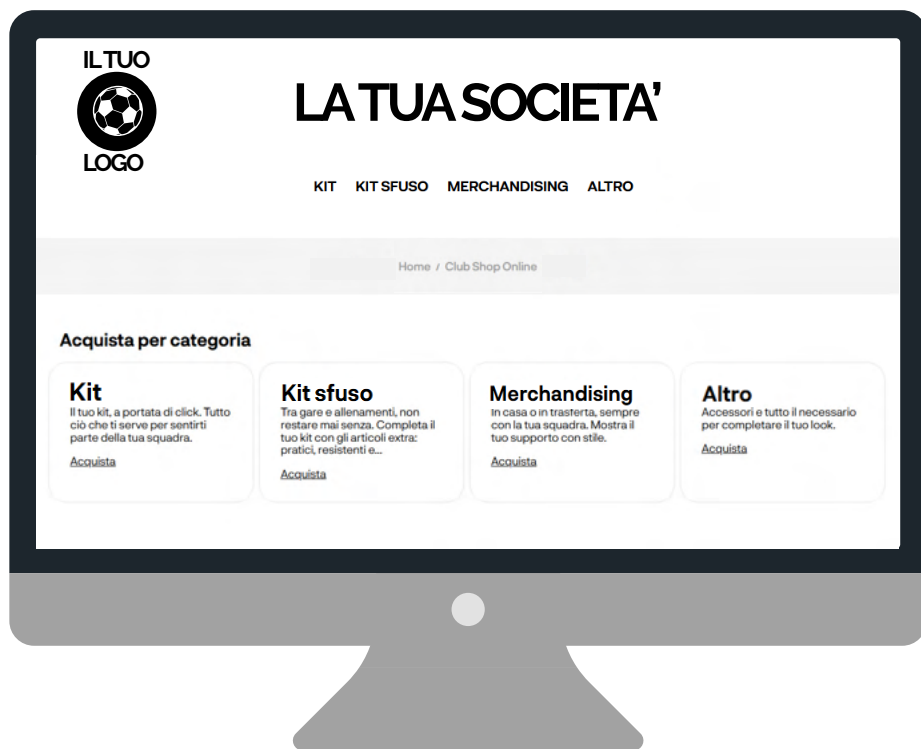 IL TUO
LOGO
LA TUA SOCIETA’
KIT KIT SFUSO MERCHANDISING ALTRO
Home / Club Shop Online
Acquista per categoria
Kit
Il tuo kit, a portata di click. Tutto
ciò che ti serve per sentirti
parte della tua squadra.
Acquista
Kit sfuso
Tra gare e allenamenti, non
restare mai senza. Completa il
tuo kit con gli articoli extra:
pratici, resistenti e...
Acquista
Merchandising
In casa o in trasferta, sempre
con la tua squadra. Mostra il
tuo supporto con stile.
Acquista
Altro
Accessori e tutto il necessario
per completare il tuo look.
Acquista